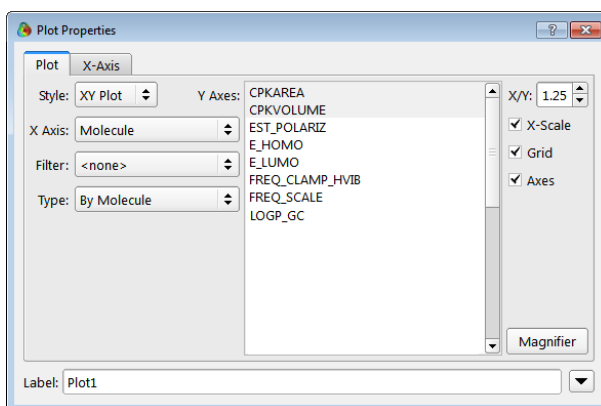 Plot Properties
Plot X-Axis
Style: XY Plot Y Axes: CPKAREA X/Y: 1.25
CPKVOLUME
X Axis: Molecule EST_POLARIZ X-Scale
E_HOMO
Filter: <none> E_LUMO Grid
FREQ_CLAMP_HVIB
Type: By Molecule FREQ_SCALE Axes
LOGP_GC
Magnifier
Label: Plot1